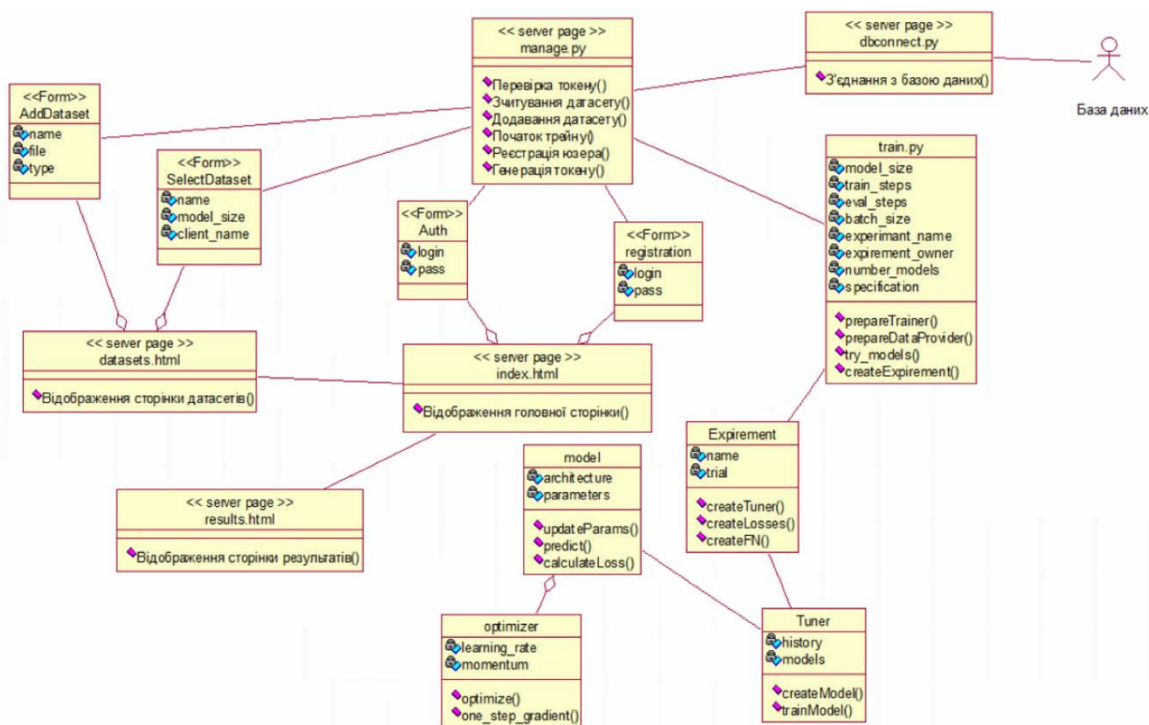 << server page >>
manage.py
Перевірка токену()
Зчитування датасету()
Додавання датасету()
Початок трейну()
Реєстрація юзера()
Генерація токену()
<< server page >>
dbconnect.py
З'єднання з базою даних()
База даних
<<Form>>
AddDataset
name
file
type
<<Form>>
SelectDataset
name
model_size
client_name
<<Form>>
Auth
login
pass
<<Form>>
registration
login
pass
train.py
model_size
train_steps
eval_steps
batch_size
experimant_name
expirement_owner
number_models
specification
prepareTrainer()
prepareDataProvider()
try_models()
createExpirement()
<< server page >>
datasets.html
Відображення сторінки датасетів()
<< server page >>
index.html
Відображення головної сторінки()
<< server page >>
results.html
Відображення сторінки результатів()
model
architecture
parameters
updateParams()
predict()
calculateLoss()
Expirement
name
trial
createTuner()
createLosses()
createFN()
optimizer
learning_rate
momentum
optimize()
one_step_gradient()
Tuner
history
models
createModel()
trainModel()